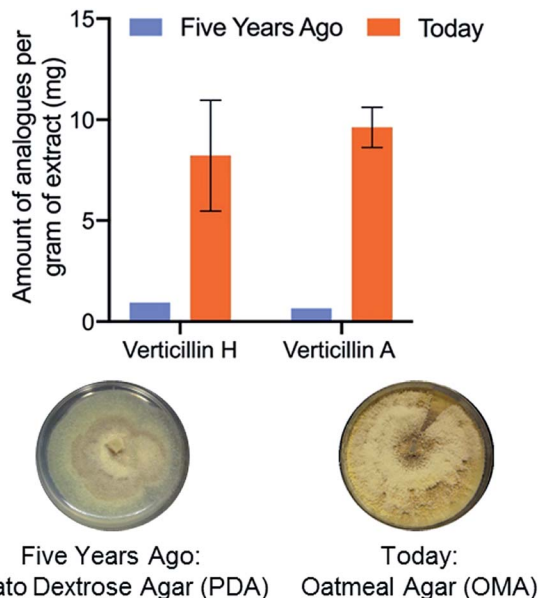 15
Five Years Ago
Today
Amount of analogues per
gram of extract (mg)
10
5
0
Verticillin H
Verticillin A
Five Years Ago:
ato Dextrose Agar (PDA)
Today:
Oatmeal Agar (OMA)